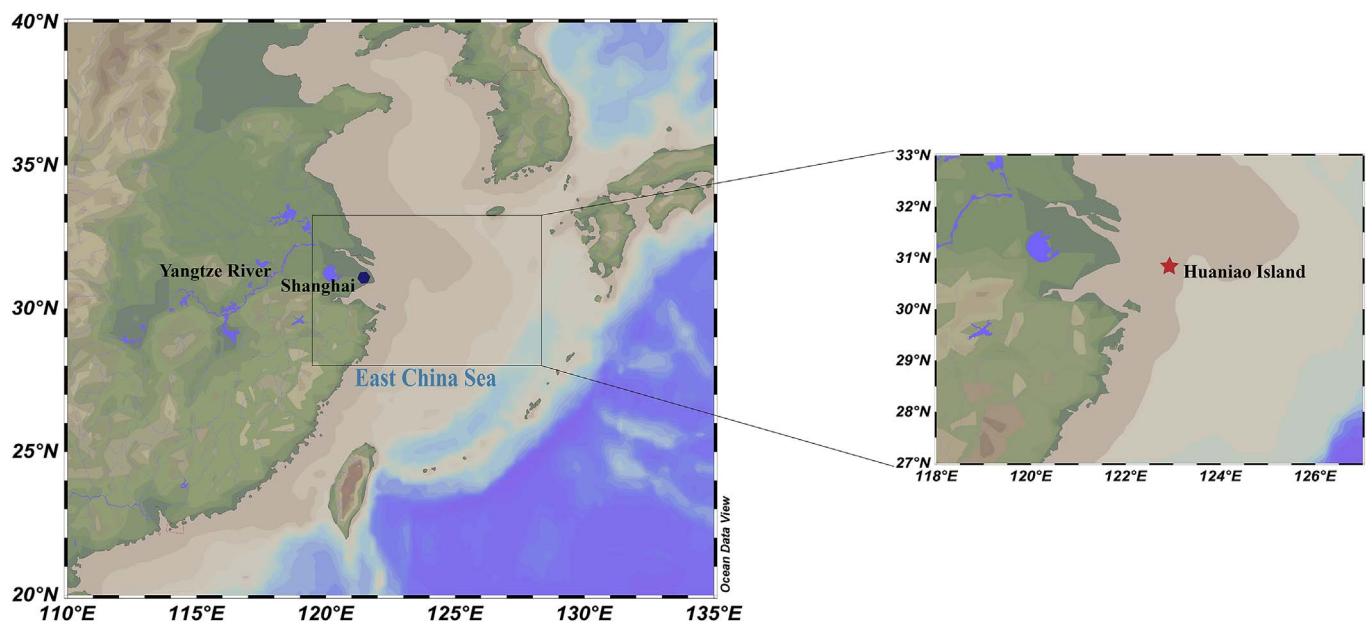 40°N
35°N
30°N
25°N
20°N
110°E 115°E 120°E 125°E 130°E 135°E
Yangtze River
Shanghai
East China Sea
Ocean Data View
33°N
32°N
31°N
30°N
29°N
28°N
27°N
118°E 120°E 122°E 124°E 126°E
Huaniao Island